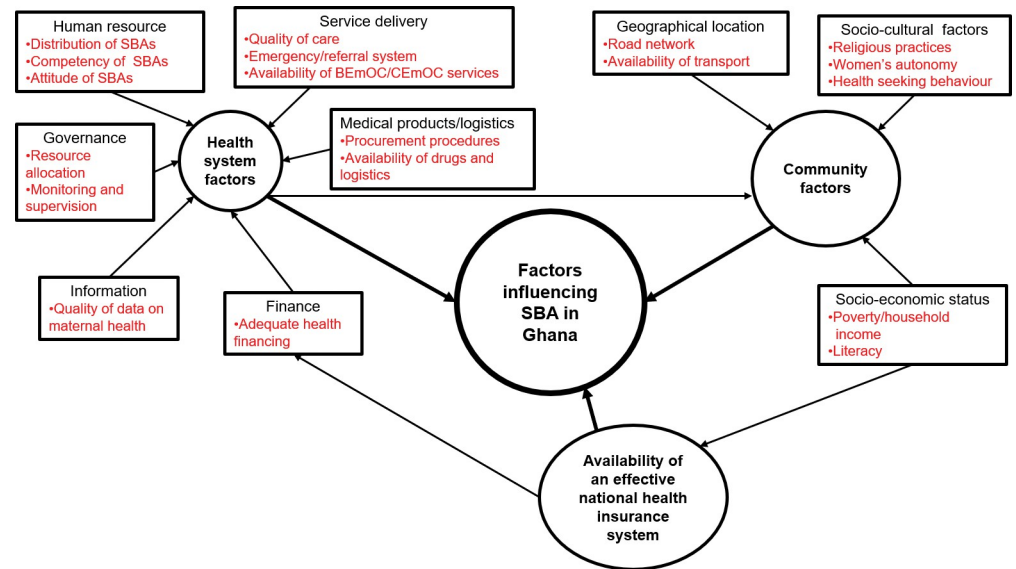 Human resource
•Distribution of SBAs
•Competency of SBAs
•Attitude of SBAs
Service delivery
•Quality of care
•Emergency/referral system
•Availability of BEmOC/CEmOC services
Geographical location
•Road network
•Availability of transport
Socio-cultural factors
•Religious practices
•Women's autonomy
•Health seeking behaviour
Governance
•Resource
allocation
•Monitoring and
supervision
Health
system
factors
Medical products/logistics
•Procurement procedures
•Availability of drugs and
logistics
Community
factors
Information
•Quality of data on
maternal health
Finance
•Adequate health
financing
Factors
influencing
SBA in
Ghana
Socio-economic status
•Poverty/household
income
•Literacy
Availability of
an effective
national health
insurance
system